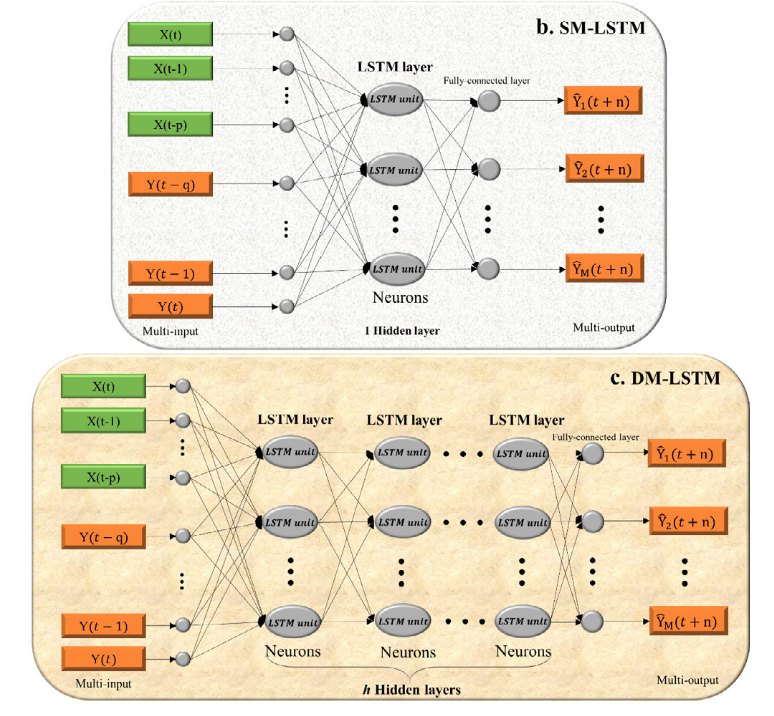 b. SM-LSTM
X(t)
X(t-1)
X(t-p)
Y(t − q)
Y(t − 1)
Y(t)
Multi-input
LSTM layer
LSTM unit
LSTM unit
LSTM unit
Neurons
1 Hidden layer
Fully-connected layer
Ŷ₁(t + n)
Ŷ₂(t + n)
Ŷ_M(t + n)
Multi-output
c. DM-LSTM
X(t)
X(t-1)
X(t-p)
Y(t − q)
Y(t − 1)
Y(t)
Multi-input
LSTM layer LSTM layer LSTM layer
LSTM unit LSTM unit LSTM unit
LSTM unit LSTM unit LSTM unit
LSTM unit LSTM unit LSTM unit
Neurons Neurons Neurons
h Hidden layers
Fully-connected layer
Ŷ₁(t + n)
Ŷ₂(t + n)
Ŷ_M(t + n)
Multi-output